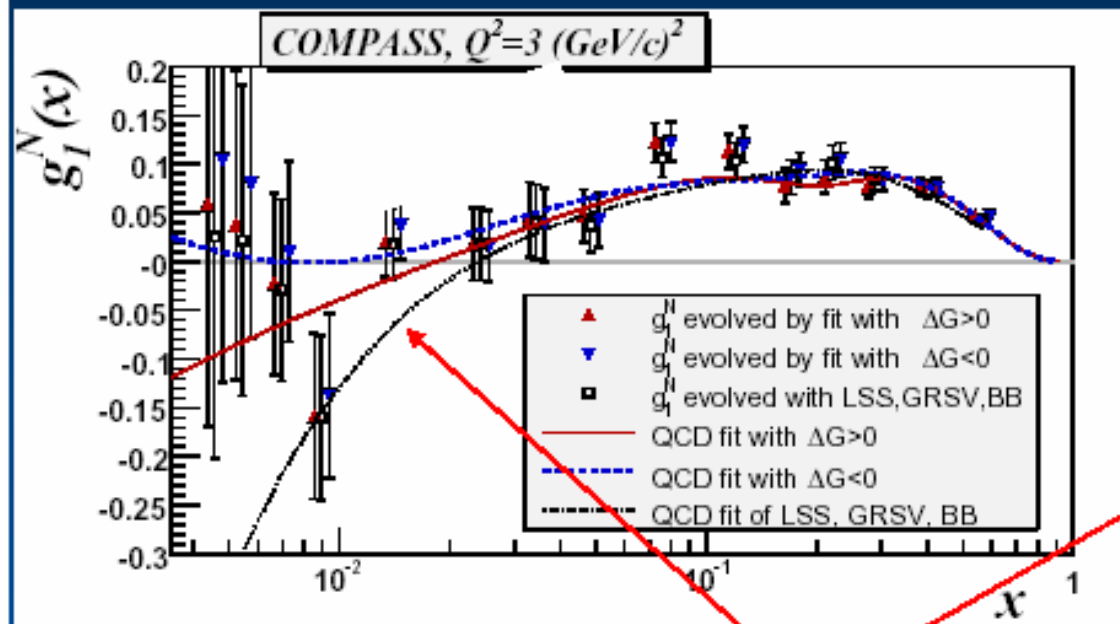 COMPASS, Q²=3 (GeV/c)²
g₁ᴺ(x)
0.2
0.15
0.1
0.05
-0
-0.05
-0.1
-0.15
-0.2
-0.25
-0.3
g₁ᴺ evolved by fit with ΔG>0
g₁ᴺ evolved by fit with ΔG<0
g₁ᴺ evolved with LSS,GRSV,BB
QCD fit with ΔG>0
QCD fit with ΔG<0
QCD fit of LSS, GRSV, BB
10⁻² 10⁻¹ 1
x